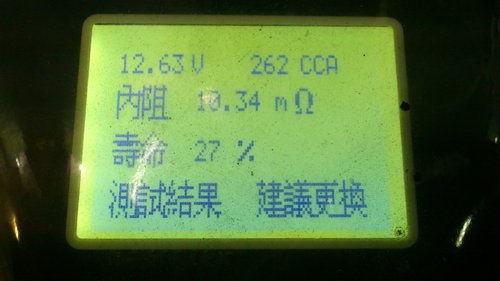 12.63V 262 CCA
內阻 10.34 mΩ
壽命 27 %
測試結果 建議更換